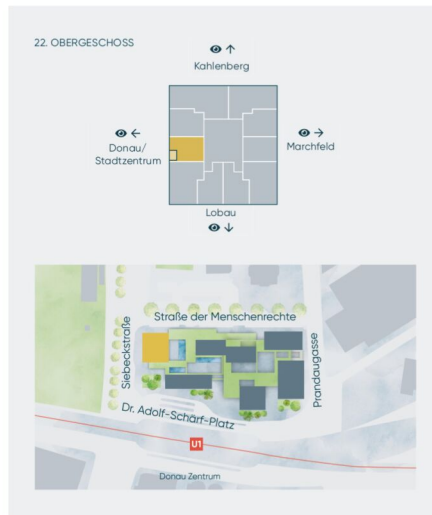 22. OBERGESCHOSS
Kahlenberg
Donau/
Stadtzentrum
Marchfeld
Lobau
Straße der Menschenrechte
Siebeckstraße
Prandaugasse
Dr. Adolf-Schärf-Platz
U1
Donau Zentrum